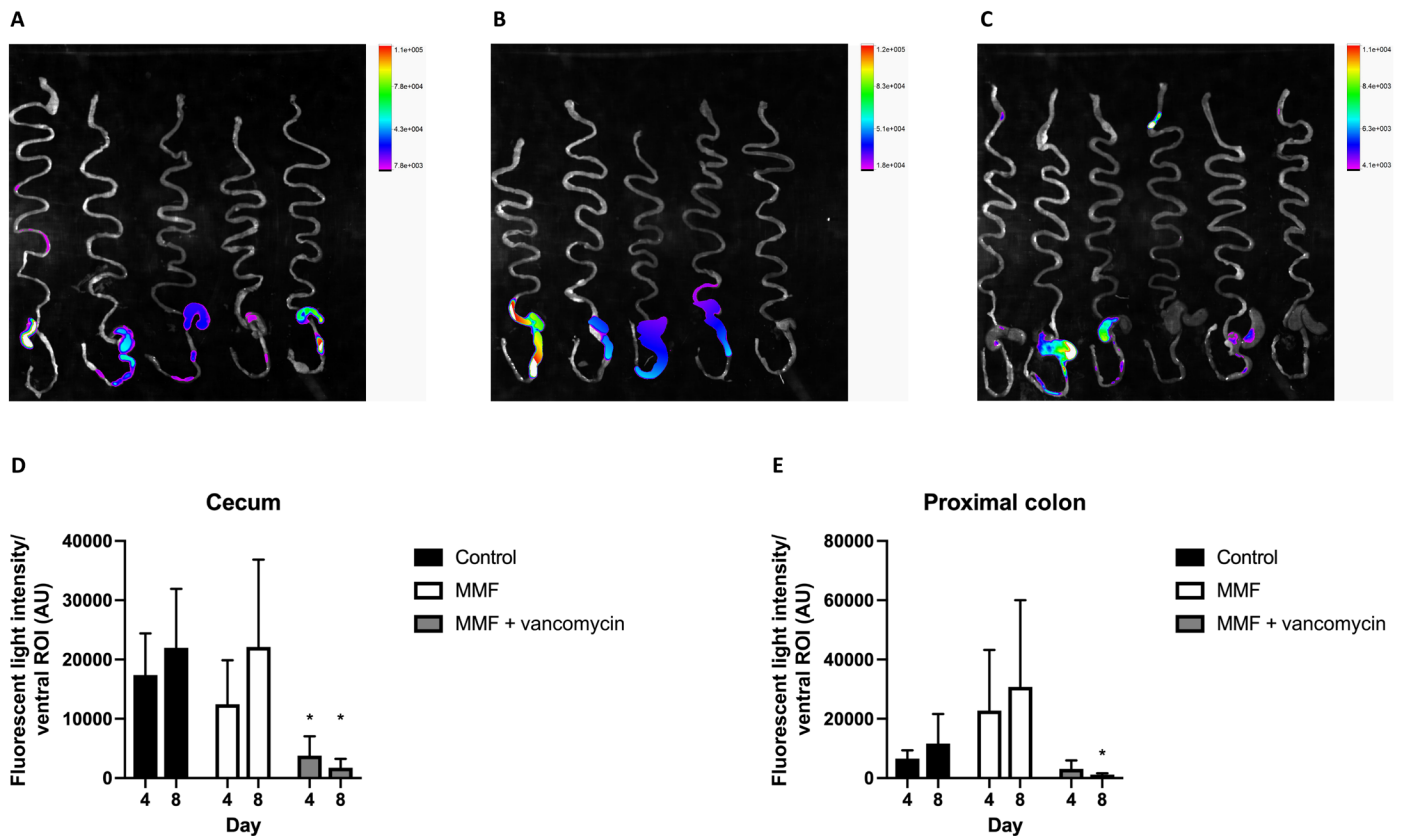 A
B
C
1.1e+005
7.8e+004
4.3e+004
7.8e+003
1.2e+005
8.3e+004
5.1e+004
1.8e+004
1.1e+004
8.4e+003
6.3e+003
4.1e+003
D
Cecum
Fluorescent light intensity/
ventral ROI (AU)
40000
30000
20000
10000
0
* *
4 8 4 8 4 8
Day
Control
MMF
MMF + vancomycin
E
Proximal colon
Fluorescent light intensity/
ventral ROI (AU)
80000
60000
40000
20000
0
*
4 8 4 8 4 8
Day
Control
MMF
MMF + vancomycin